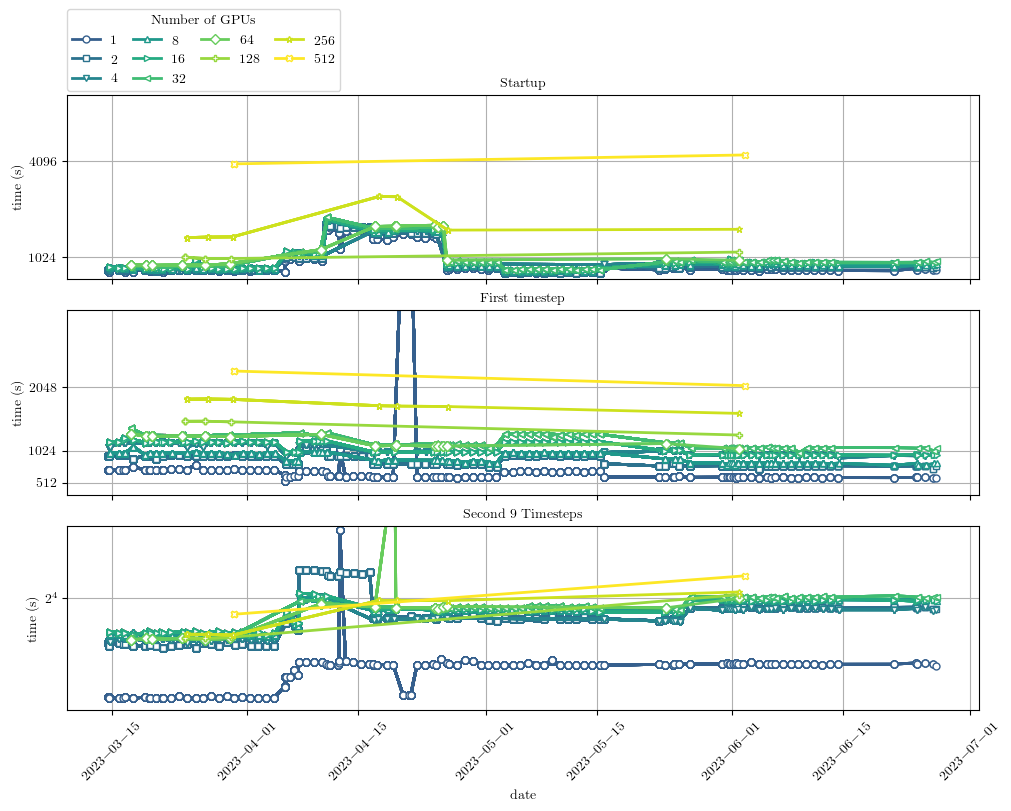 Number of GPUs
1 8 64 256
2 16 128 512
4 32
Startup
time (s)
4096
1024
First timestep
time (s)
2048
1024
512
Second 9 Timesteps
time (s)
2⁴
2023−03−15 2023−04−01 2023−04−15 2023−05−01 2023−05−15 2023−06−01 2023−06−15 2023−07−01
date